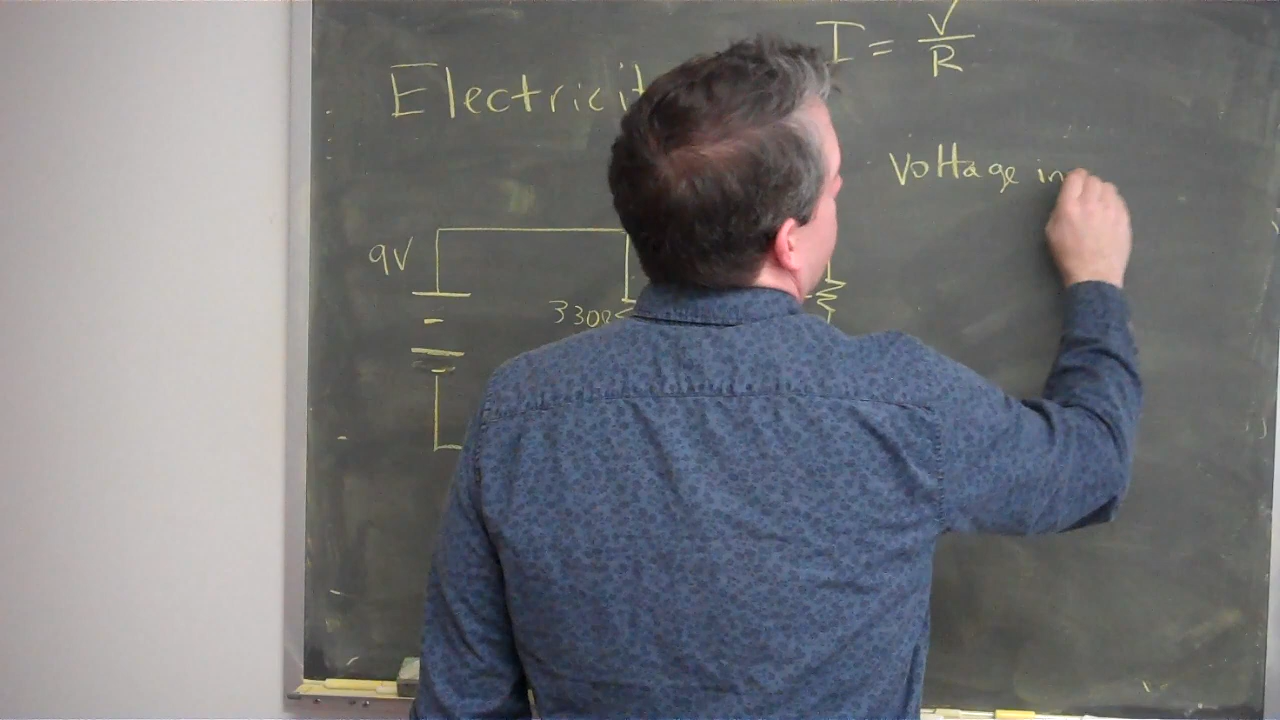 I = V/R
Electricit
Voltage in
9V
330Ω